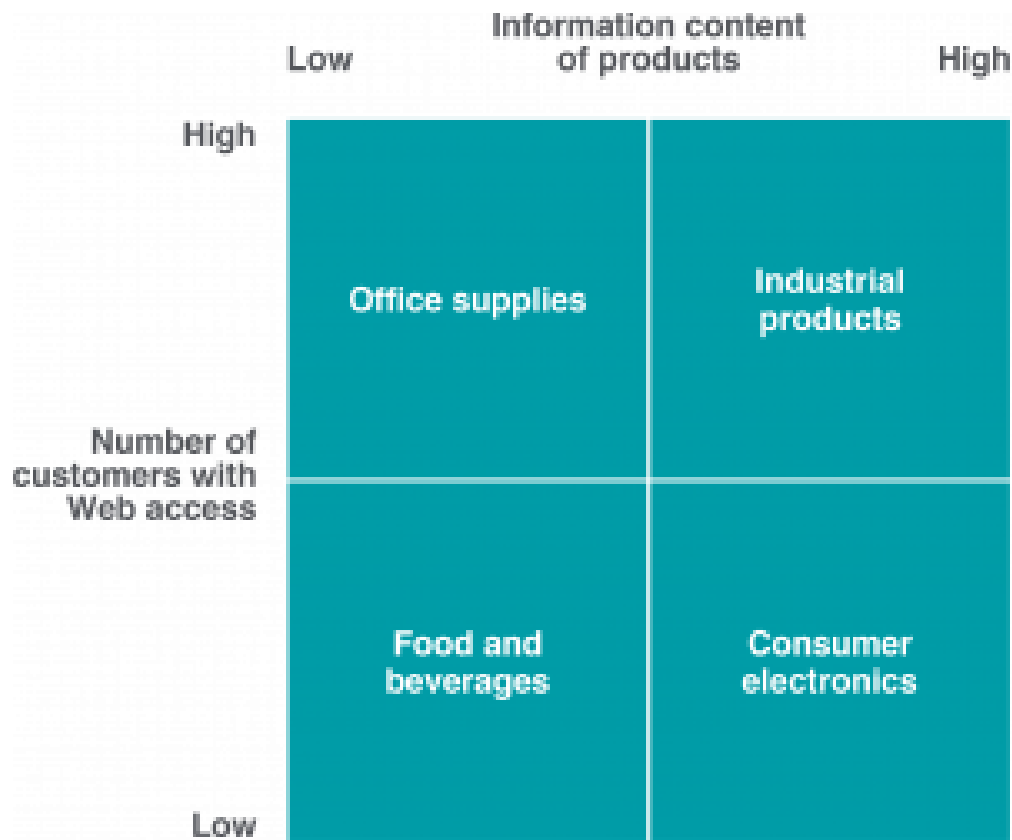 Information content
of products
Low
High
High
Office supplies
Industrial
products
Number of
customers with
Web access
Food and
beverages
Consumer
electronics
Low